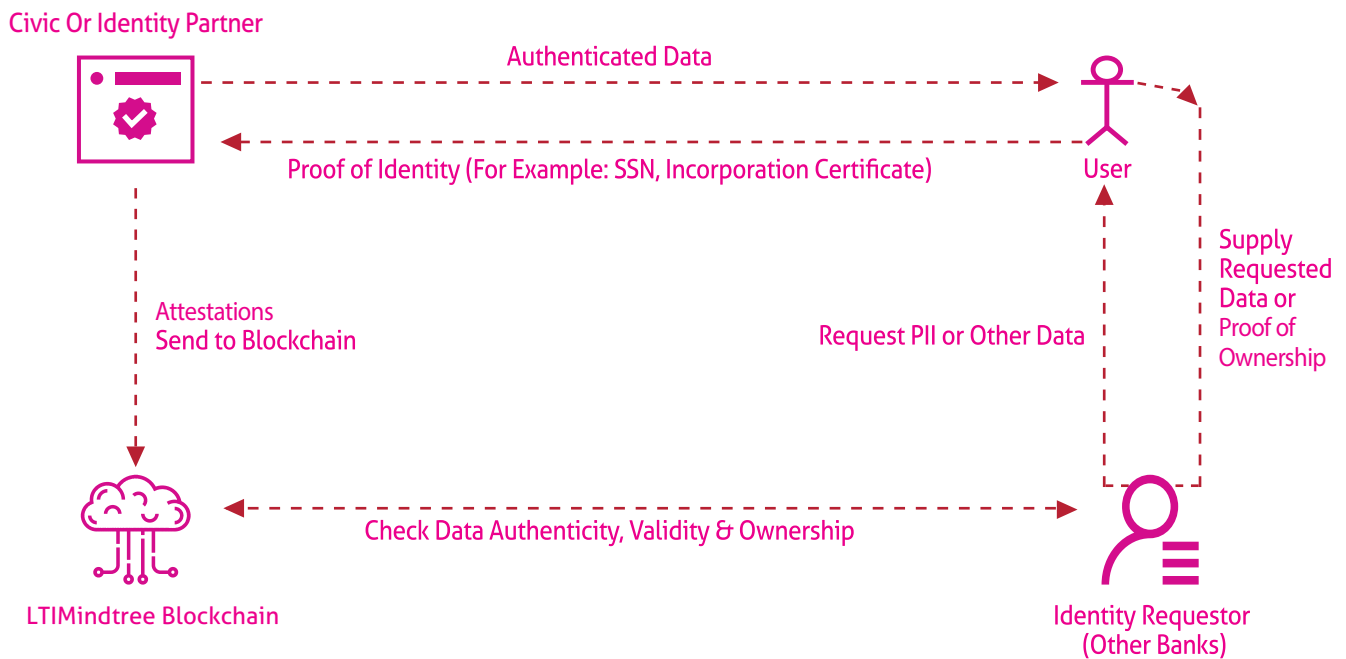 Civic Or Identity Partner
Authenticated Data
Proof of Identity (For Example: SSN, Incorporation Certificate)
User
Supply
Requested
Data or
Proof of
Ownership
Attestations
Send to Blockchain
Request PII or Other Data
Check Data Authenticity, Validity & Ownership
LTIMindtree Blockchain
Identity Requestor
(Other Banks)